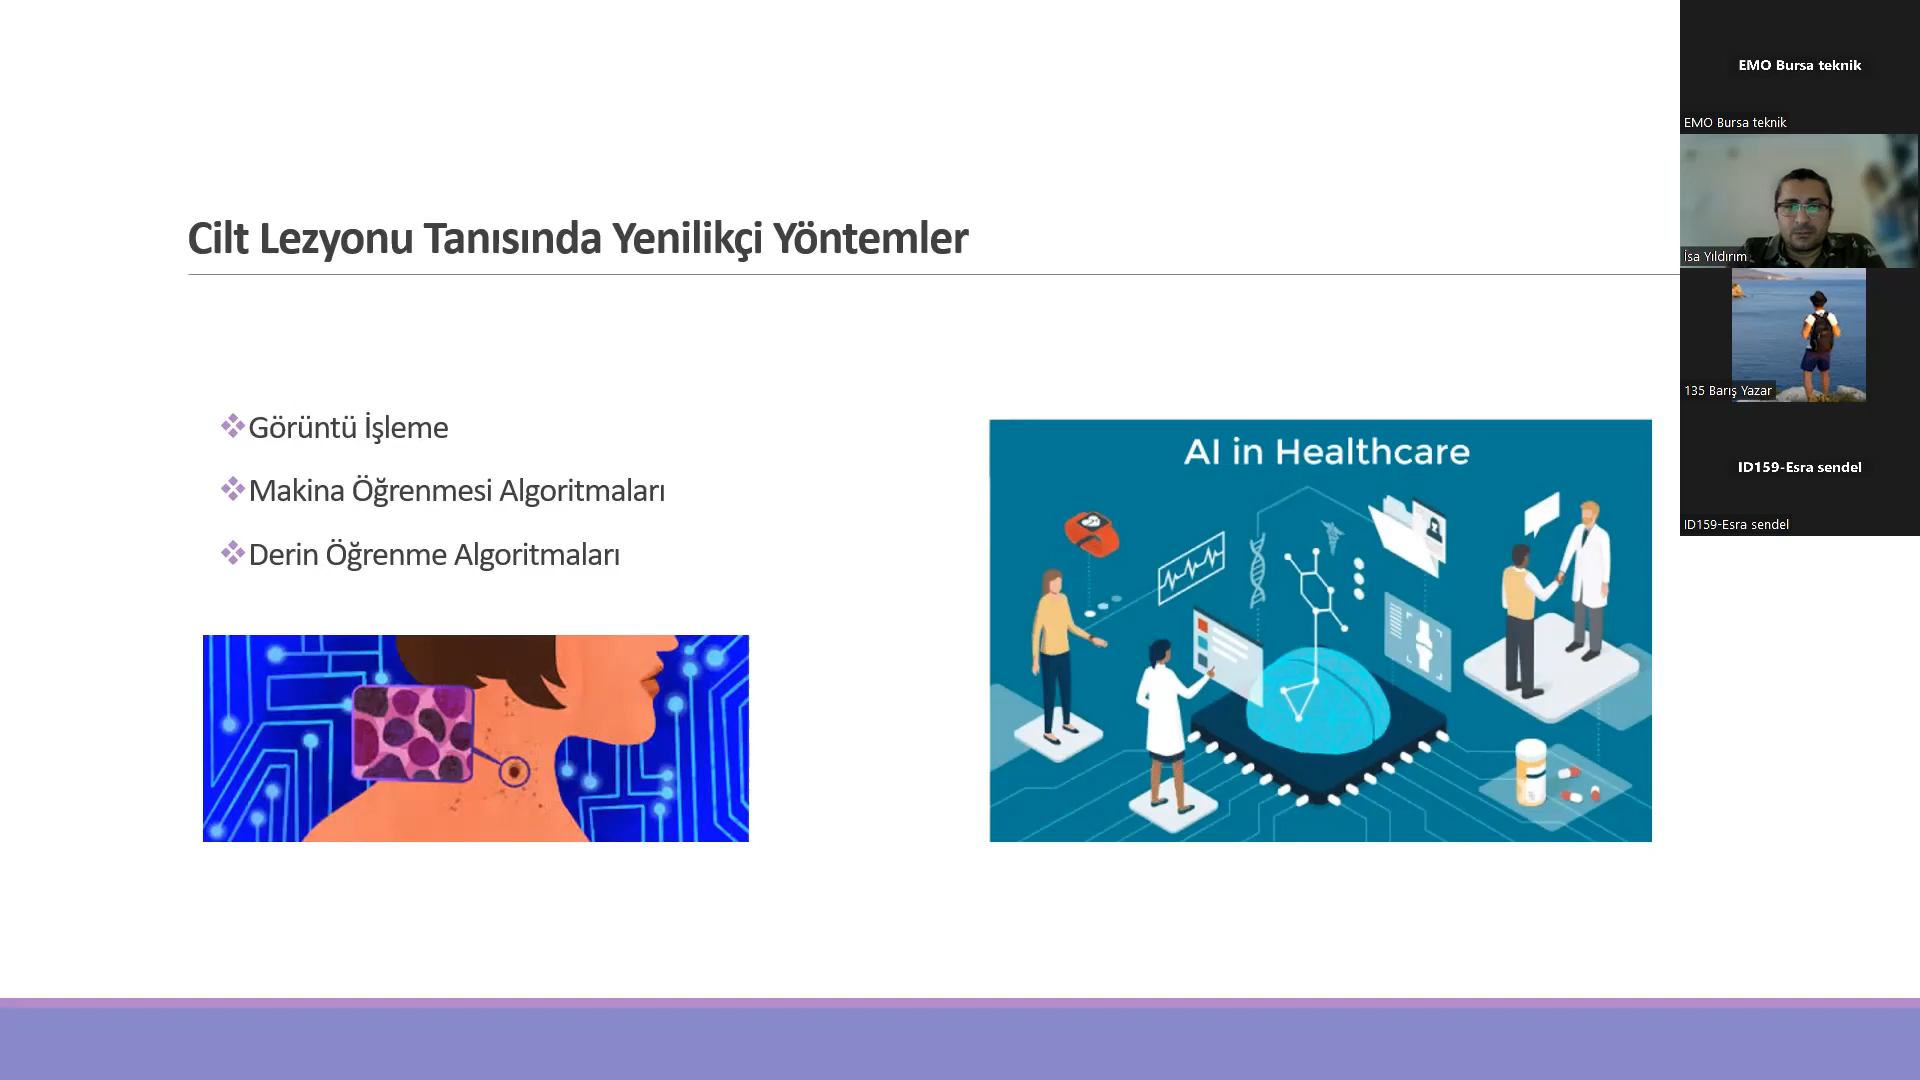 Cilt Lezyonu Tanısında Yenilikçi Yöntemler
Görüntü İşleme
Makina Öğrenmesi Algoritmaları
Derin Öğrenme Algoritmaları
AI in Healthcare
EMO Bursa teknik
EMO Bursa teknik
İsa Yıldırım
135 Barış Yazar
ID159-Esra sendel
ID159-Esra sendel